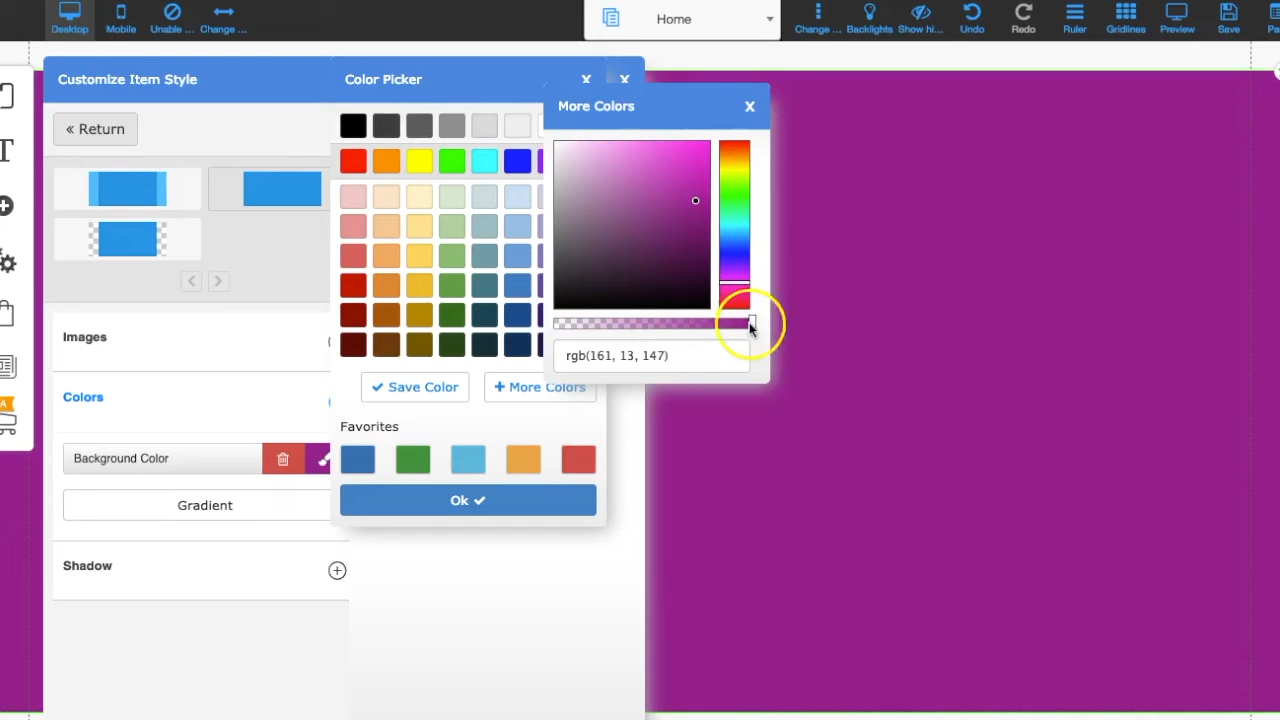 Desktop
Mobile
Unable ...
Change ...
Home
Change ...
Backlights
Show hi...
Undo
Redo
Ruler
Gridlines
Preview
Save
Customize Item Style
X
Color Picker
X
More Colors
X
« Return
T
Images
Colors
rgb(161, 13, 147)
Save Color
More Colors
Favorites
Background Color
Ok
Gradient
Shadow
A